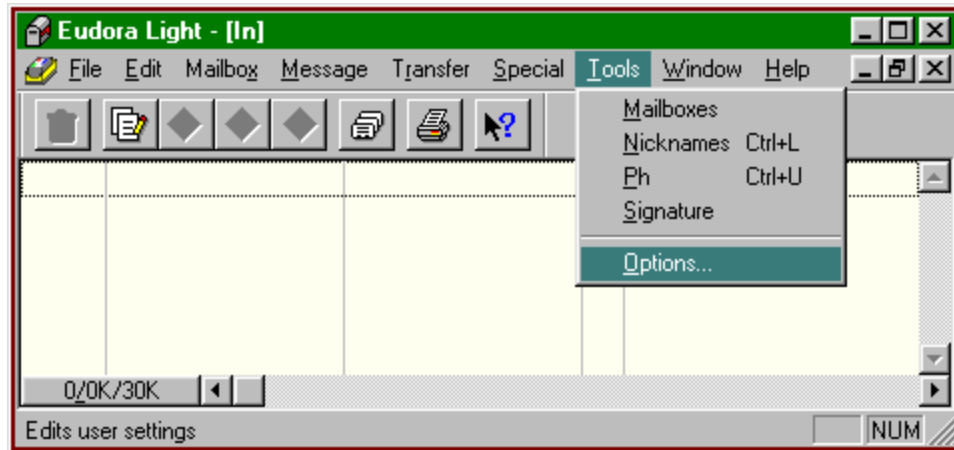 Eudora Light - [In]
File Edit Mailbox Message Transfer Special Tools Window Help
?
Mailboxes
Nicknames Ctrl+L
Ph Ctrl+U
Signature
Options...
0/0K/30K
Edits user settings NUM